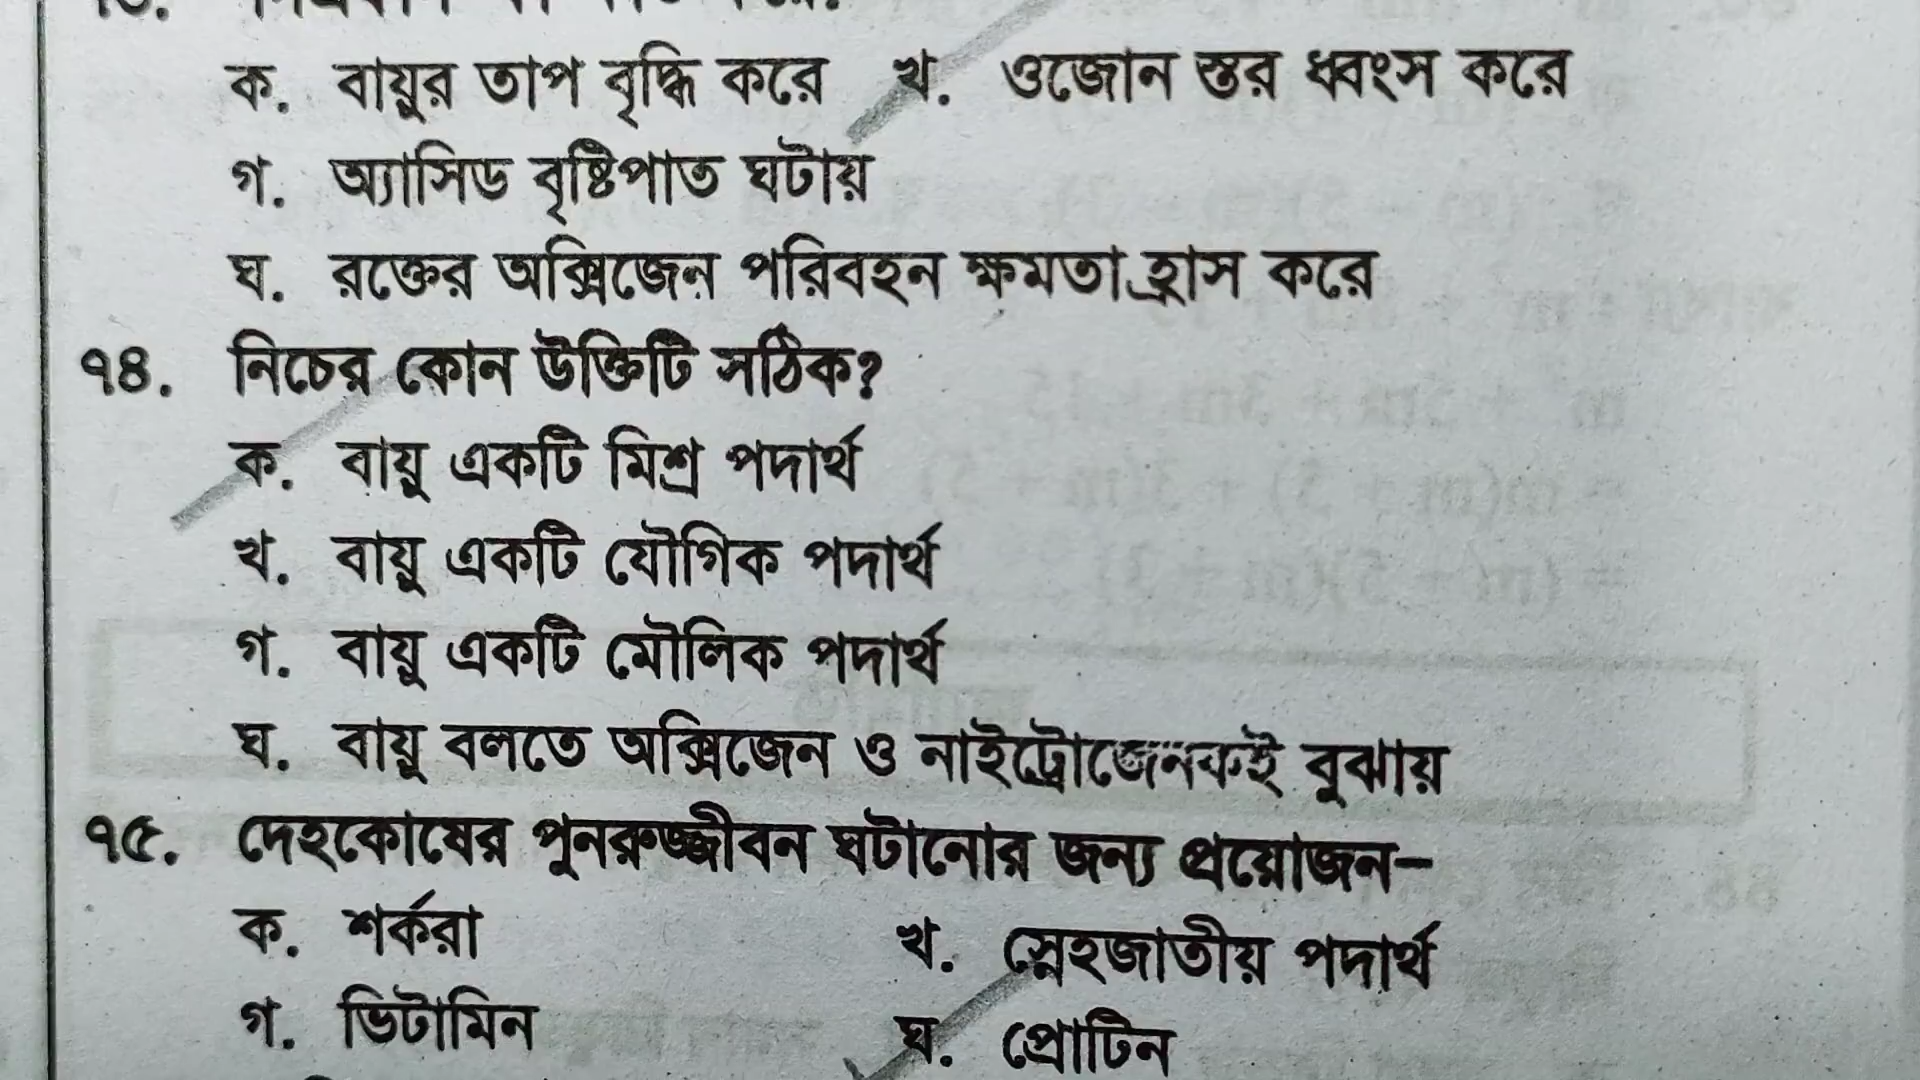 ক. বায়ুর তাপ বৃদ্ধি করে খ. ওজোন স্তর ধ্বংস করে
গ. অ্যাসিড বৃষ্টিপাত ঘটায়
ঘ. রক্তের অক্সিজেন পরিবহন ক্ষমতা হ্রাস করে
৭৪. নিচের কোন উক্তিটি সঠিক?
ক. বায়ু একটি মিশ্র পদার্থ
খ. বায়ু একটি যৌগিক পদার্থ
গ. বায়ু একটি মৌলিক পদার্থ
ঘ. বায়ু বলতে অক্সিজেন ও নাইট্রোজেনকই বুঝায়
৭৫. দেহকোষের পুনরুজ্জীবন ঘটানোর জন্য প্রয়োজন–
ক. শর্করা খ. স্নেহজাতীয় পদার্থ
গ. ভিটামিন ঘ. প্রোটিন